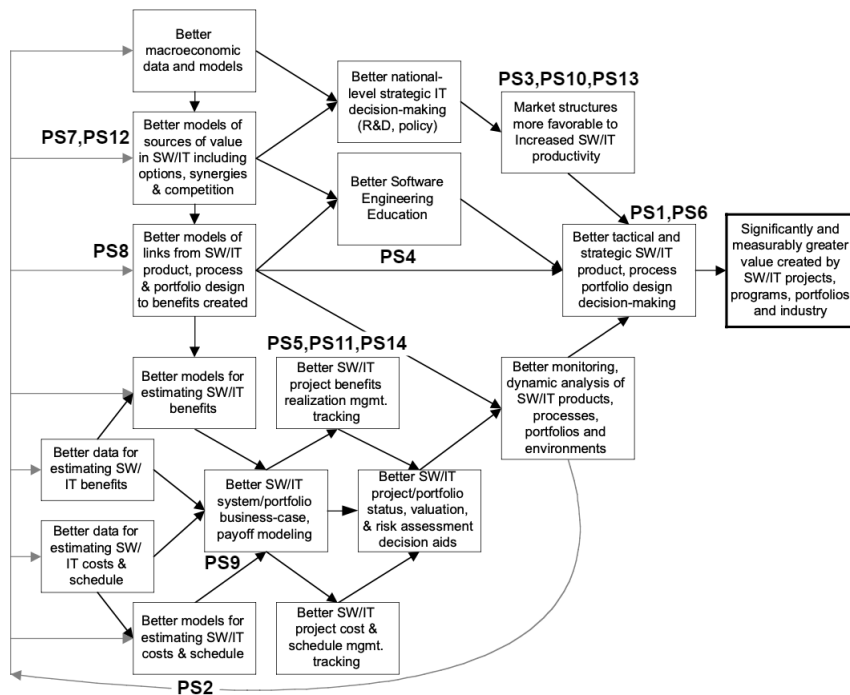 Better
macroeconomic
data and models
Better national-
level strategic IT
decision-making
(R&D, policy)
PS3,PS10,PS13
Market structures
more favorable to
Increased SW/IT
productivity
PS7,PS12
Better models of
sources of value
in SW/IT including
options, synergies
& competition
Better Software
Engineering
Education
PS1,PS6
PS8
Better models of
links from SW/IT
product, process
& portfolio design
to benefits created
PS4
Better tactical and
strategic SW/IT
product, process
portfolio design
decision-making
Significantly and
measurably greater
value created by
SW/IT projects,
programs, portfolios
and industry
PS5,PS11,PS14
Better models for
estimating SW/IT
benefits
Better SW/IT
project benefits
realization mgmt.
tracking
Better monitoring,
dynamic analysis of
SW/IT products,
processes,
portfolios and
environments
Better data for
estimating SW/
IT benefits
Better SW/IT
system/portfolio
business-case,
payoff modeling
Better SW/IT
project/portfolio
status, valuation,
& risk assessment
decision aids
Better data for
estimating SW/
IT costs &
schedule
PS9
Better models for
estimating SW/IT
costs & schedule
Better SW/IT
project cost &
schedule mgmt.
tracking
PS2